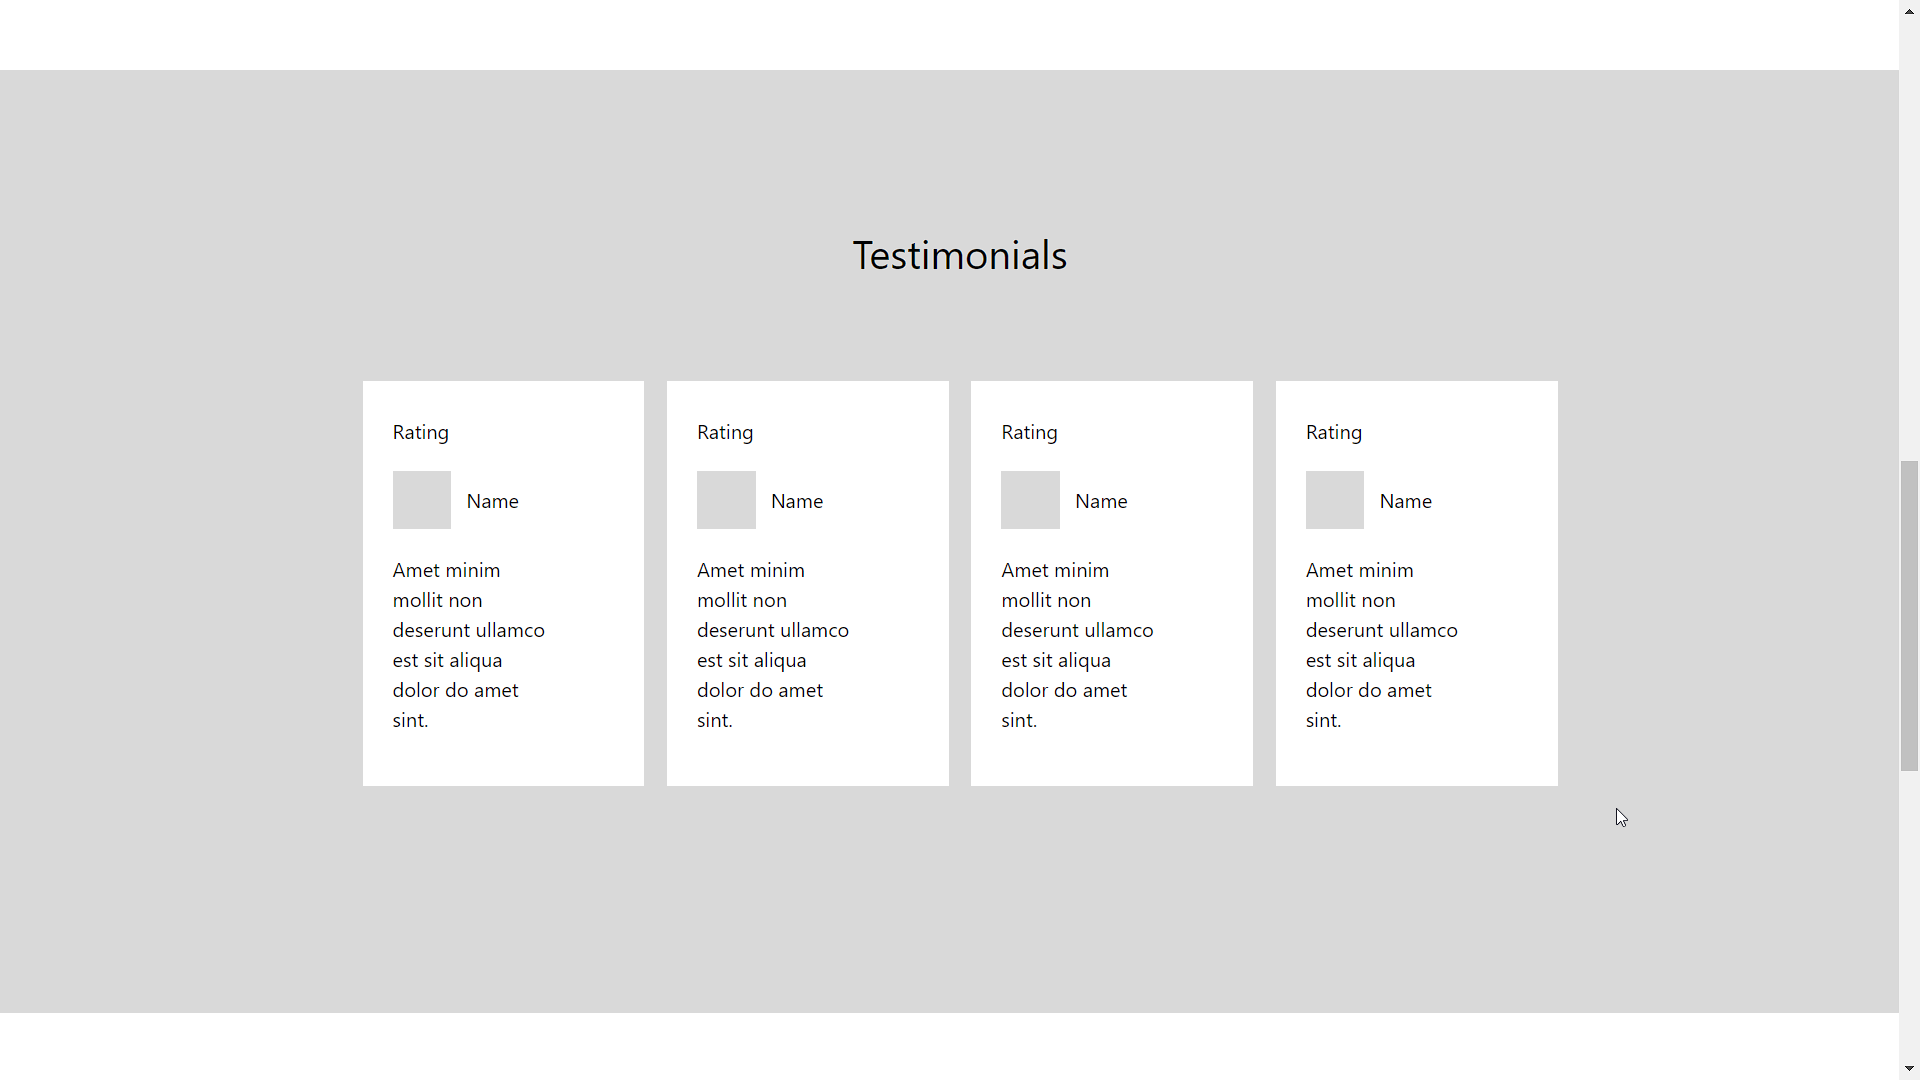 Testimonials
Rating
Name
Amet minim
mollit non
deserunt ullamco
est sit aliqua
dolor do amet
sint.
Rating
Name
Amet minim
mollit non
deserunt ullamco
est sit aliqua
dolor do amet
sint.
Rating
Name
Amet minim
mollit non
deserunt ullamco
est sit aliqua
dolor do amet
sint.
Rating
Name
Amet minim
mollit non
deserunt ullamco
est sit aliqua
dolor do amet
sint.